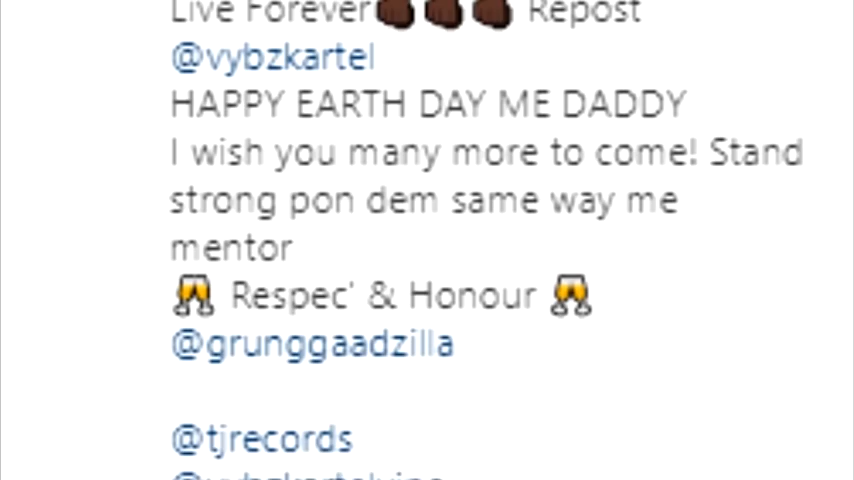 Live Forever✊🏿✊🏿✊🏿 Repost
@vybzkartel
HAPPY EARTH DAY ME DADDY
I wish you many more to come! Stand
strong pon dem same way me
mentor
🥂 Respec' & Honour 🥂
@grunggaadzilla
@tjrecords